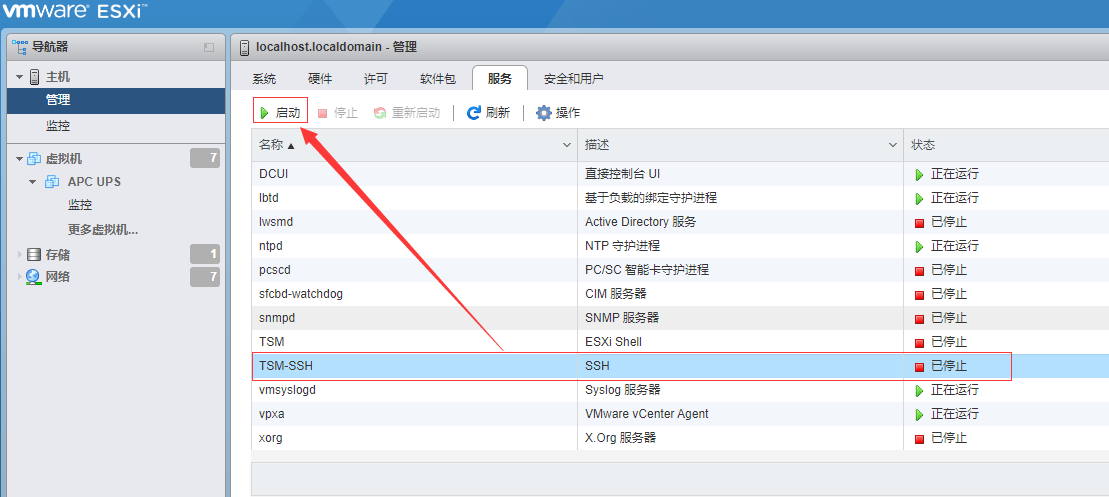 vmware ESXi™
导航器
主机
管理
监控
虚拟机 7
APC UPS
监控
更多虚拟机...
存储 1
网络 7
localhost.localdomain - 管理
系统 硬件 许可 软件包 服务 安全和用户
启动 停止 重新启动 刷新 操作
名称 ▲ 描述 状态
DCUI 直接控制台 UI 正在运行
lbtd 基于负载的绑定守护进程 正在运行
lwsmd Active Directory 服务 已停止
ntpd NTP 守护进程 正在运行
pcscd PC/SC 智能卡守护进程 已停止
sfcbd-watchdog CIM 服务器 已停止
snmpd SNMP 服务器 已停止
TSM ESXi Shell 已停止
TSM-SSH SSH 已停止
vmsyslogd Syslog 服务器 正在运行
vpxa VMware vCenter Agent 正在运行
xorg X.Org 服务器 已停止